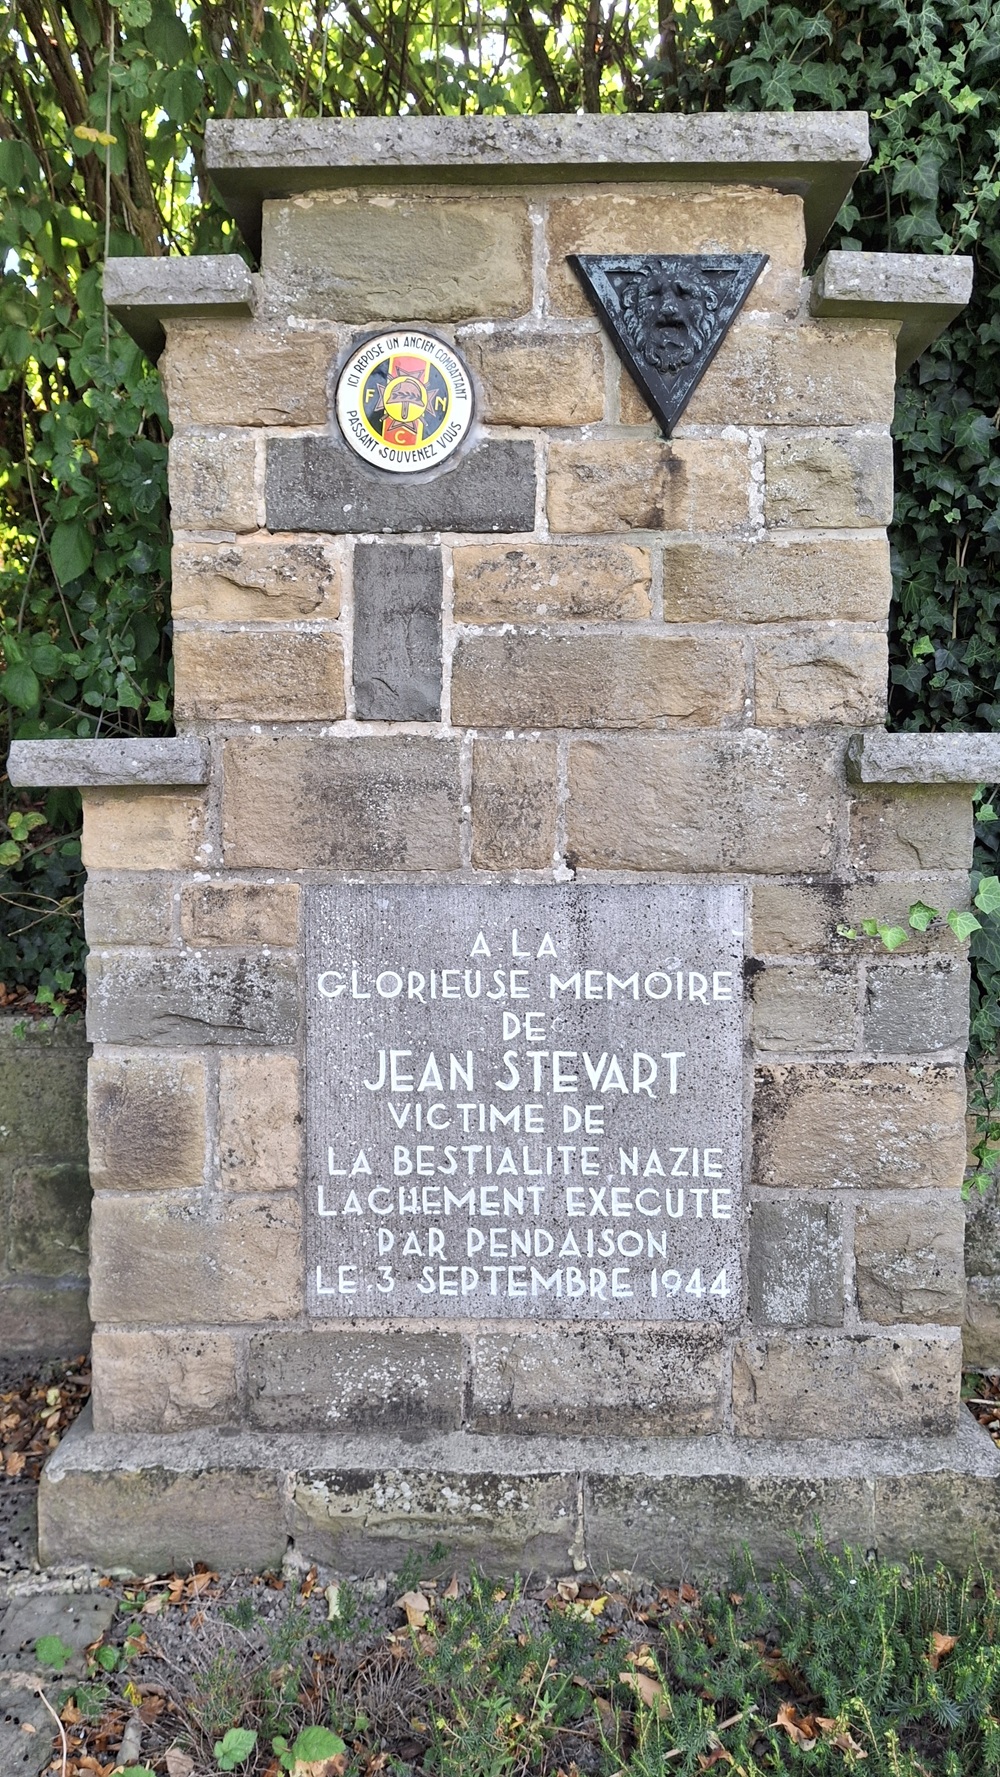 ICI REPOSE UN ANCIEN COMBATTANT
F N
C
PASSANT SOUVENEZ VOUS
A LA
GLORIEUSE MEMOIRE
DE
JEAN STEVART
VICTIME DE
LA BESTIALITE NAZIE
LACHEMENT EXECUTE
PAR PENDAISON
LE 3 SEPTEMBRE 1944